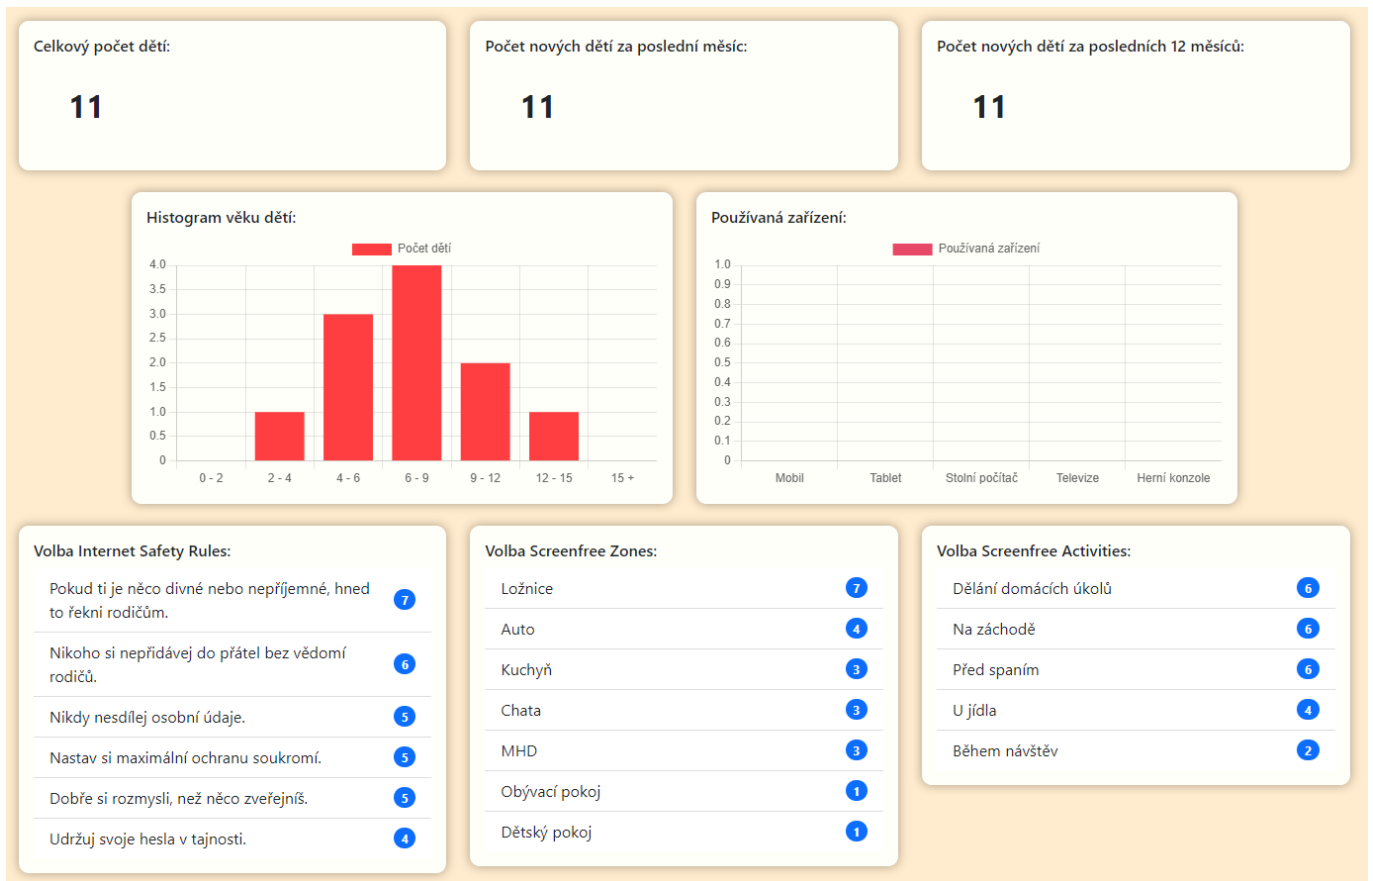 Celkový počet dětí:
11
Počet nových dětí za poslední měsíc:
11
Počet nových dětí za posledních 12 měsíců:
11
Histogram věku dětí:
Počet dětí
4.0
3.5
3.0
2.5
2.0
1.5
1.0
0.5
0
0 - 2
2 - 4
4 - 6
6 - 9
9 - 12
12 - 15
15 +
Používaná zařízení:
Používaná zařízení
1.0
0.9
0.8
0.7
0.6
0.5
0.4
0.3
0.2
0.1
0
Mobil
Tablet
Stolní počítač
Televize
Herní konzole
Volba Internet Safety Rules:
Pokud ti je něco divné nebo nepříjemné, hned
to řekni rodičům.
7
Nikoho si nepřidávej do přátel bez vědomí
rodičů.
6
Nikdy nesdílej osobní údaje.
5
Nastav si maximální ochranu soukromí.
5
Dobře si rozmysli, než něco zveřejníš.
5
Udržuj svoje hesla v tajnosti.
4
Volba Screenfree Zones:
Ložnice
7
Auto
4
Kuchyň
3
Chata
3
MHD
3
Obývací pokoj
1
Dětský pokoj
1
Volba Screenfree Activities:
Dělání domácích úkolů
6
Na záchodě
6
Před spaním
6
U jídla
4
Během návštěv
2